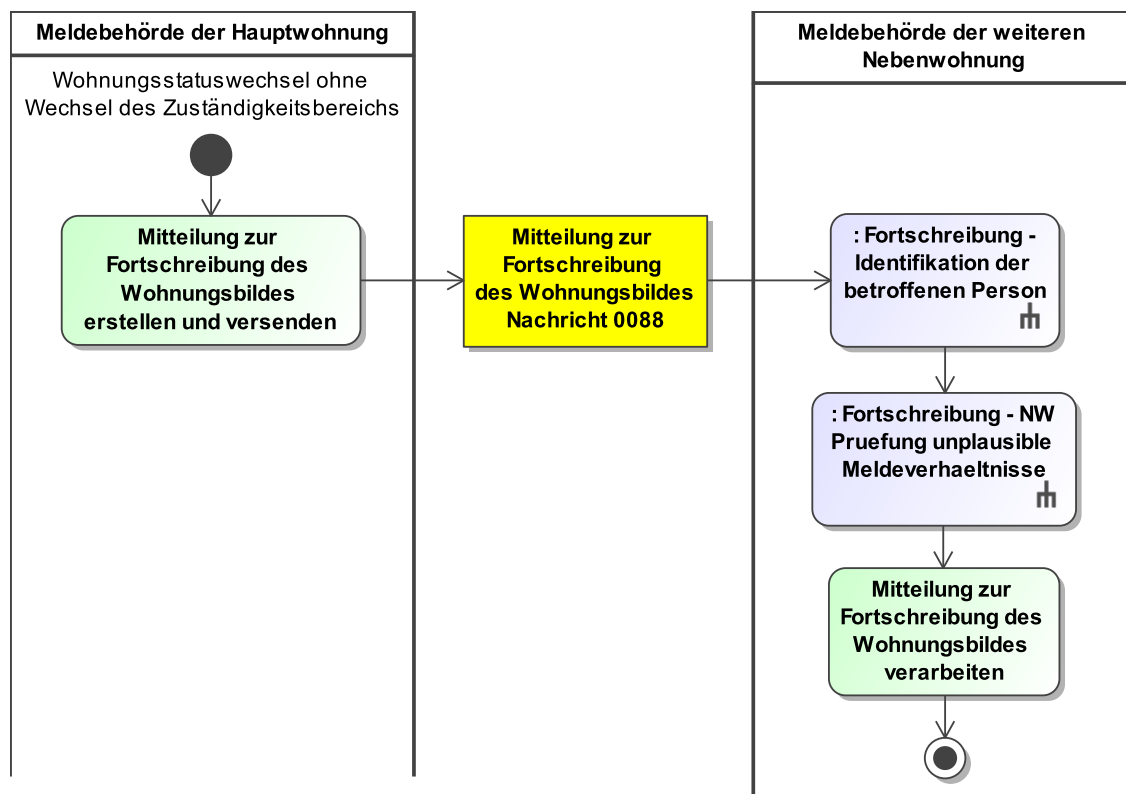 Meldebehörde der Hauptwohnung
Wohnungsstatuswechsel ohne
Wechsel des Zuständigkeitsbereichs
Mitteilung zur
Fortschreibung des
Wohnungsbildes
erstellen und versenden
Mitteilung zur
Fortschreibung
des Wohnungsbildes
Nachricht 0088
Meldebehörde der weiteren
Nebenwohnung
: Fortschreibung -
Identifikation der
betroffenen Person
: Fortschreibung - NW
Pruefung unplausible
Meldeverhaeltnisse
Mitteilung zur
Fortschreibung des
Wohnungsbildes
verarbeiten